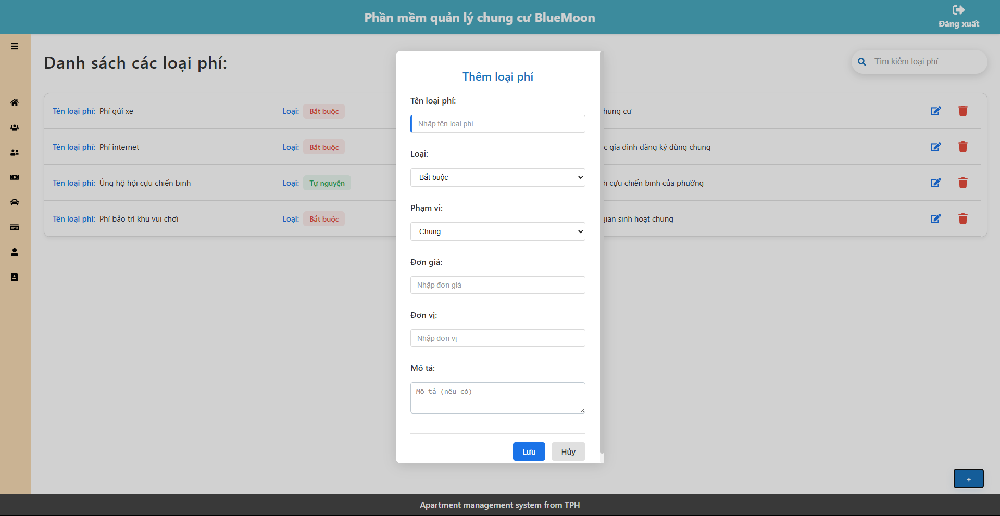 Phần mềm quản lý chung cư BlueMoon
Đăng xuất
Danh sách các loại phí:
Tìm kiếm loại phí...
Tên loại phí: Phí gửi xe Loại: Bắt buộc
chung cư
Tên loại phí: Phí internet Loại: Bắt buộc
gia đình đăng ký dùng chung
Tên loại phí: Ủng hộ hội cựu chiến binh Loại: Tự nguyện
cựu chiến binh của phường
Tên loại phí: Phí bảo trì khu vui chơi Loại: Bắt buộc
gian sinh hoạt chung
Thêm loại phí
Tên loại phí:
Nhập tên loại phí
Loại:
Bắt buộc
Phạm vi:
Chung
Đơn giá:
Nhập đơn giá
Đơn vị:
Nhập đơn vị
Mô tả:
Mô tả (nếu có)
Lưu
Hủy
+
Apartment management system from TPH